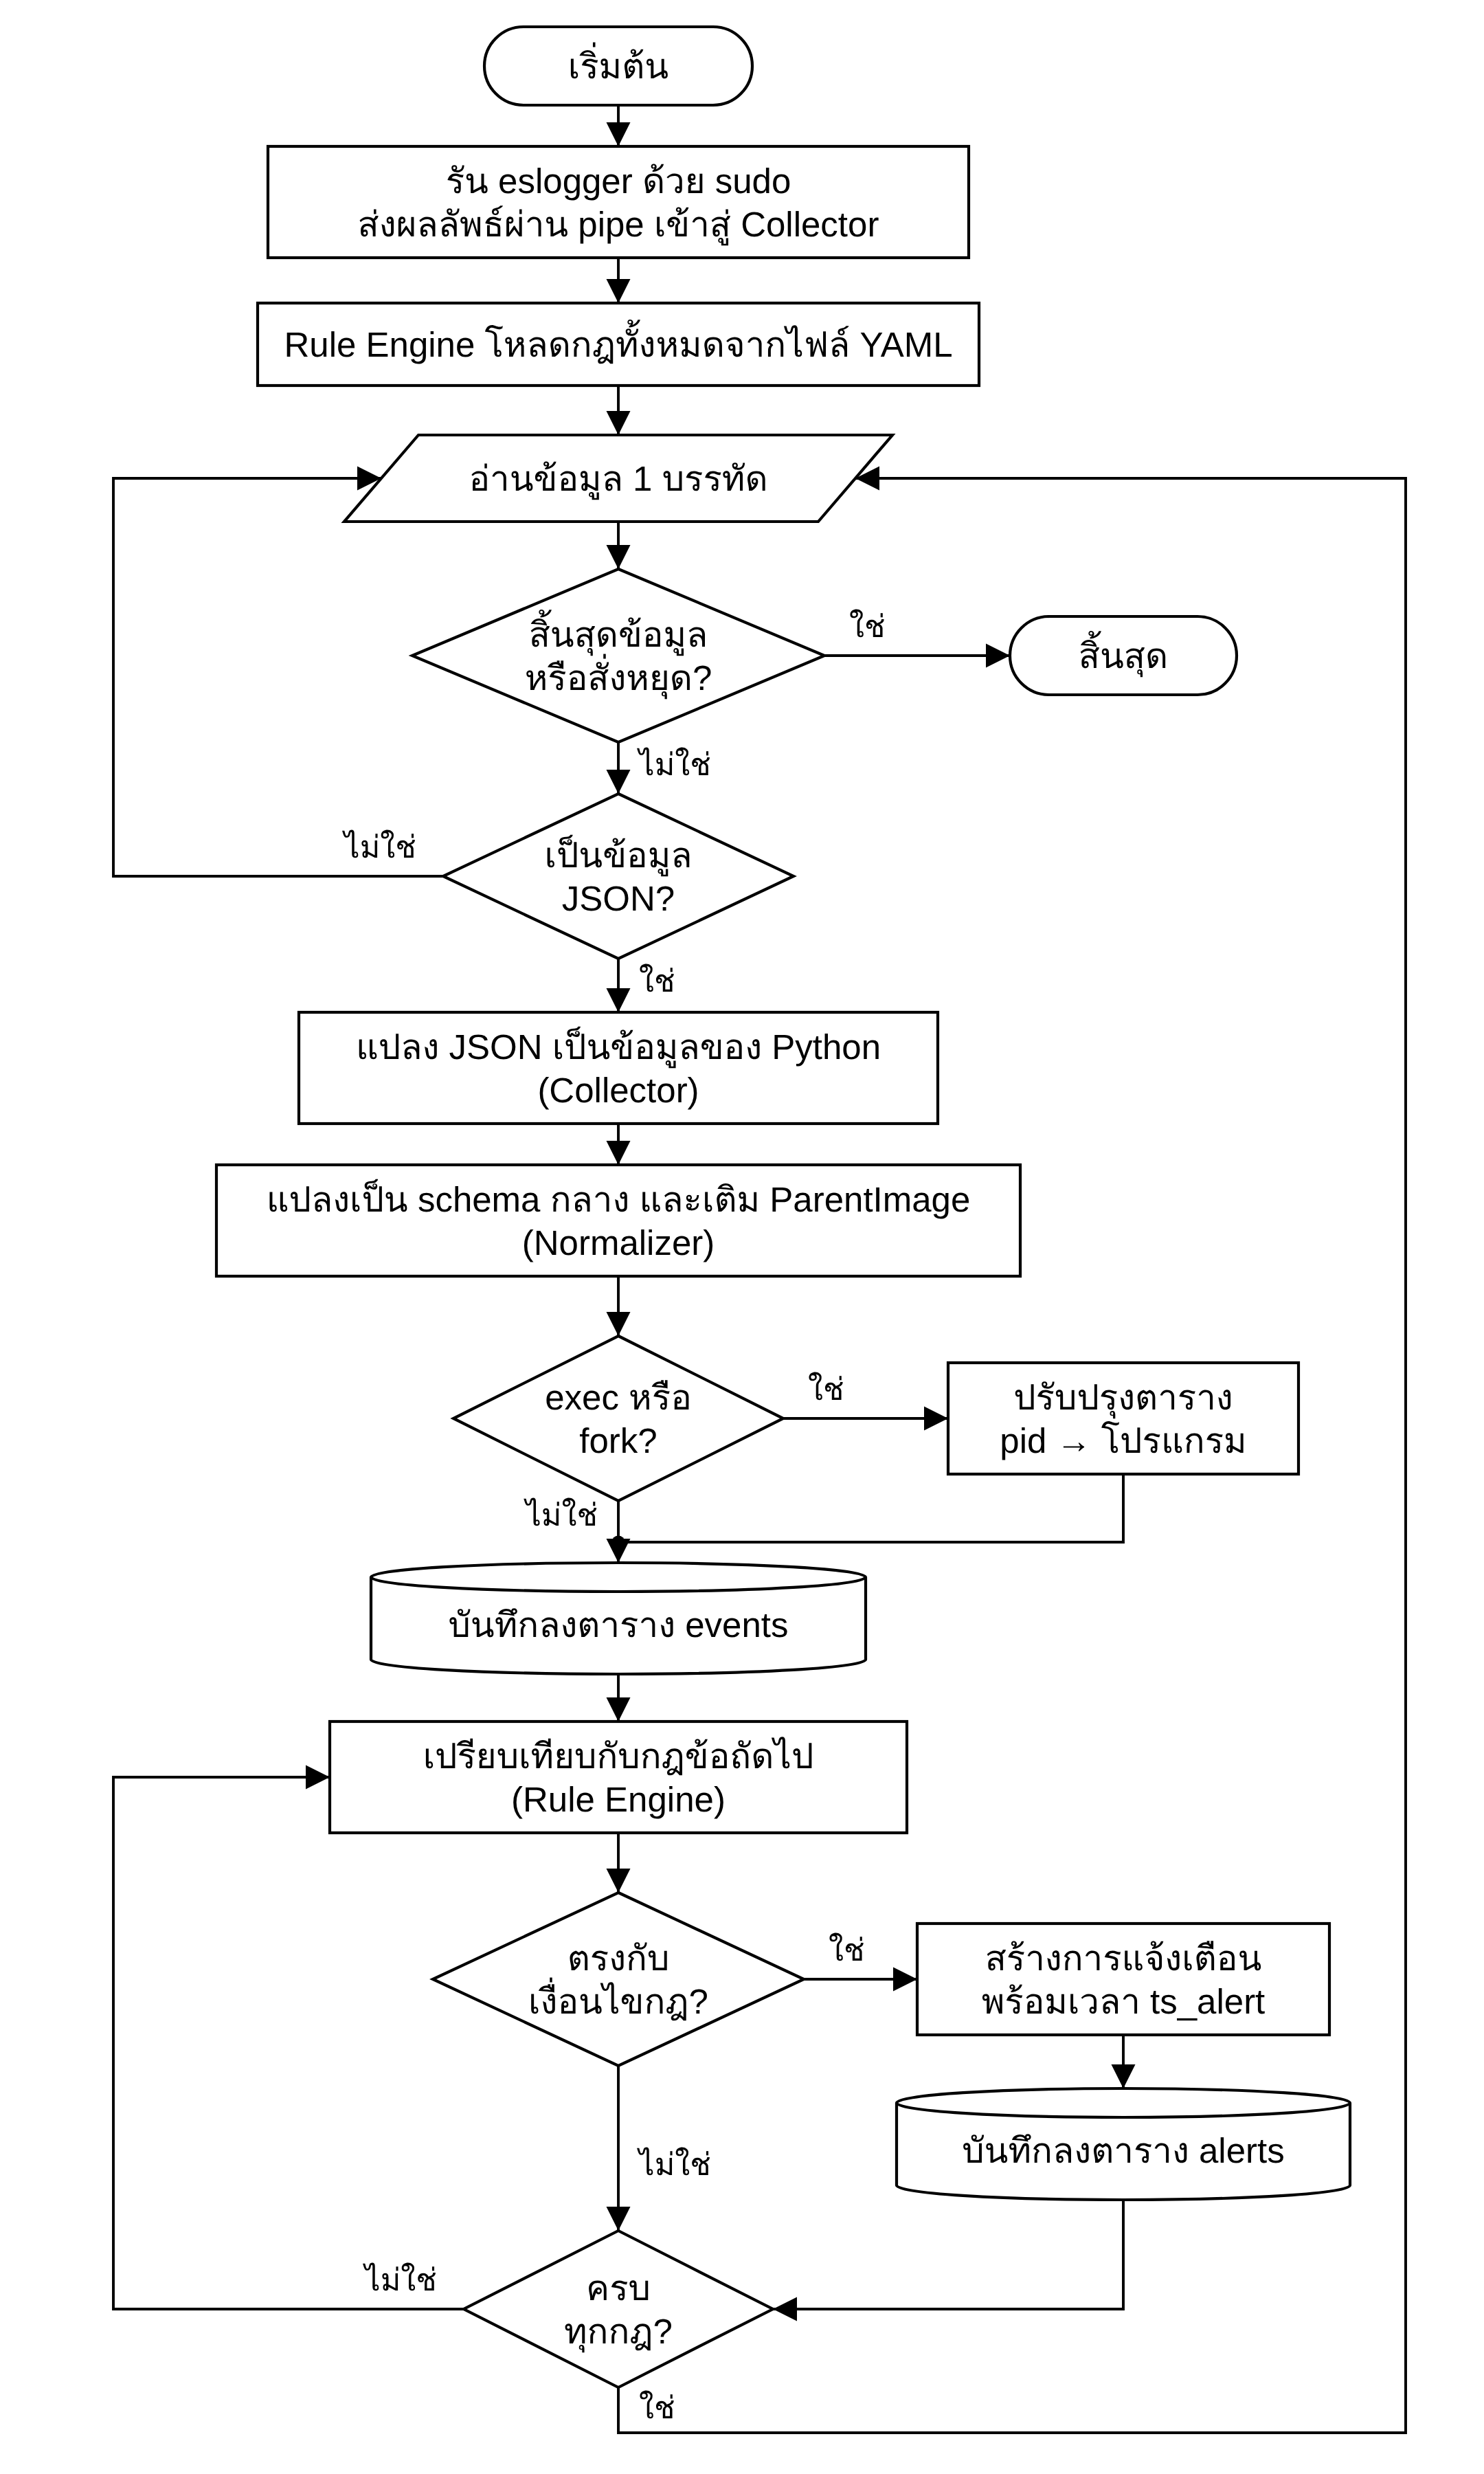 เริ่มต้น
รัน eslogger ด้วย sudo
ส่งผลลัพธ์ผ่าน pipe เข้าสู่ Collector
Rule Engine โหลดกฎทั้งหมดจากไฟล์ YAML
อ่านข้อมูล 1 บรรทัด
สิ้นสุดข้อมูล
หรือสั่งหยุด?
ใช่
สิ้นสุด
ไม่ใช่
เป็นข้อมูล
JSON?
ไม่ใช่
ใช่
แปลง JSON เป็นข้อมูลของ Python
(Collector)
แปลงเป็น schema กลาง และเติม ParentImage
(Normalizer)
exec หรือ
fork?
ใช่
ปรับปรุงตาราง
pid → โปรแกรม
ไม่ใช่
บันทึกลงตาราง events
เปรียบเทียบกับกฎข้อถัดไป
(Rule Engine)
ตรงกับ
เงื่อนไขกฎ?
ใช่
สร้างการแจ้งเตือน
พร้อมเวลา ts_alert
บันทึกลงตาราง alerts
ไม่ใช่
ครบ
ทุกกฎ?
ไม่ใช่
ใช่